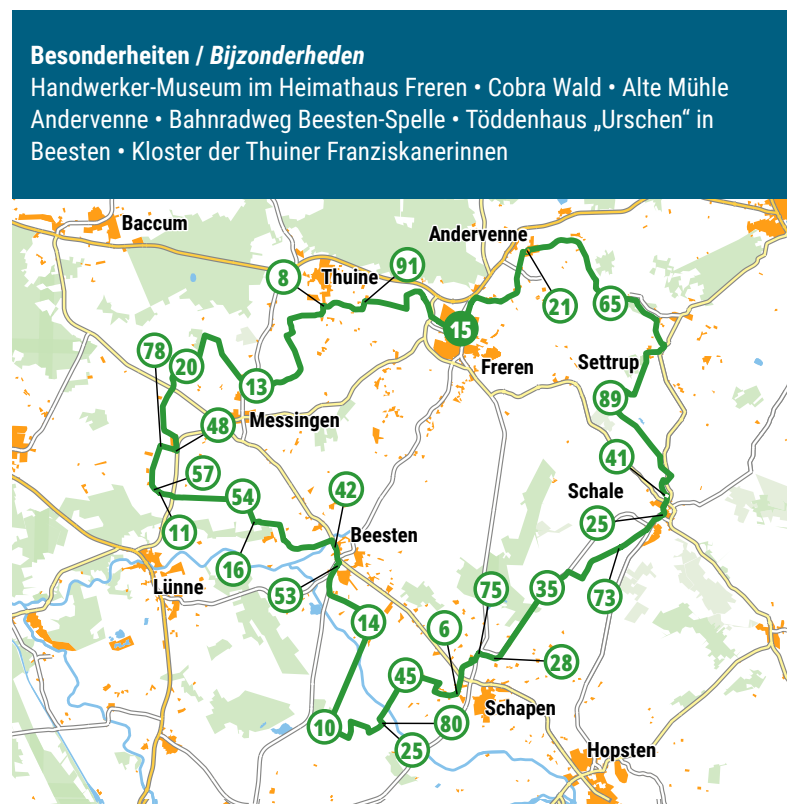 Besonderheiten / Bijzonderheden
Handwerker-Museum im Heimathaus Freren • Cobra Wald • Alte Mühle
Andervenne • Bahnradweg Beesten-Spelle • Töddenhaus „Urschen“ in
Beesten • Kloster der Thuiner Franziskanerinnen
Baccum
Andervenne
91
8
Thuine
21
65
15
78
20
Freren
Settrup
13
89
48
Messingen
41
57
42
Schale
54
11
25
Beesten
16
75
35
Lünne
53
73
14
6
28
45
Schapen
10
80
25
Hopsten